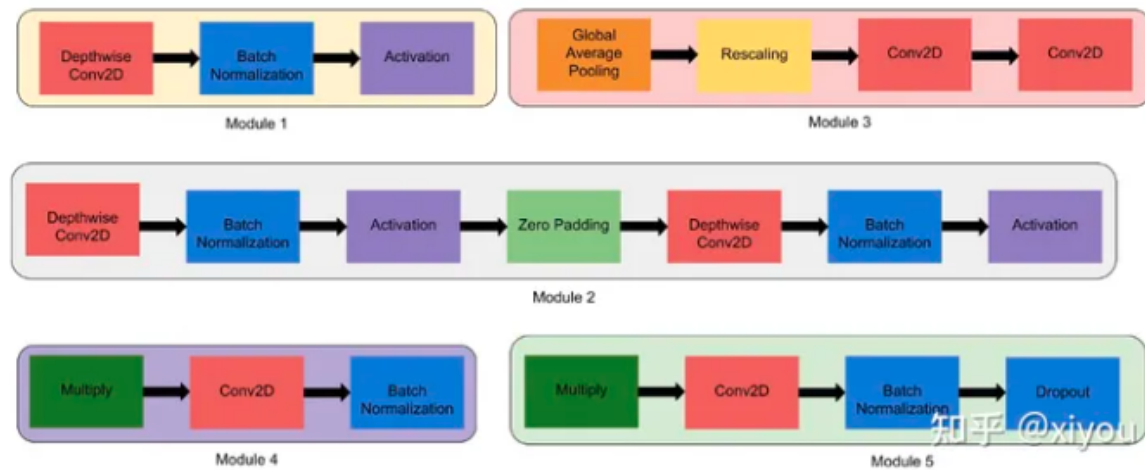 Depthwise
Conv2D
Batch
Normalization
Activation
Module 1
Global
Average
Pooling
Rescaling
Conv2D
Conv2D
Module 3
Depthwise
Conv2D
Batch
Normalization
Activation
Zero Padding
Depthwise
Conv2D
Batch
Normalization
Activation
Module 2
Multiply
Conv2D
Batch
Normalization
Module 4
Multiply
Conv2D
Batch
Normalization
Dropout
Module 5
知乎 @xiyou